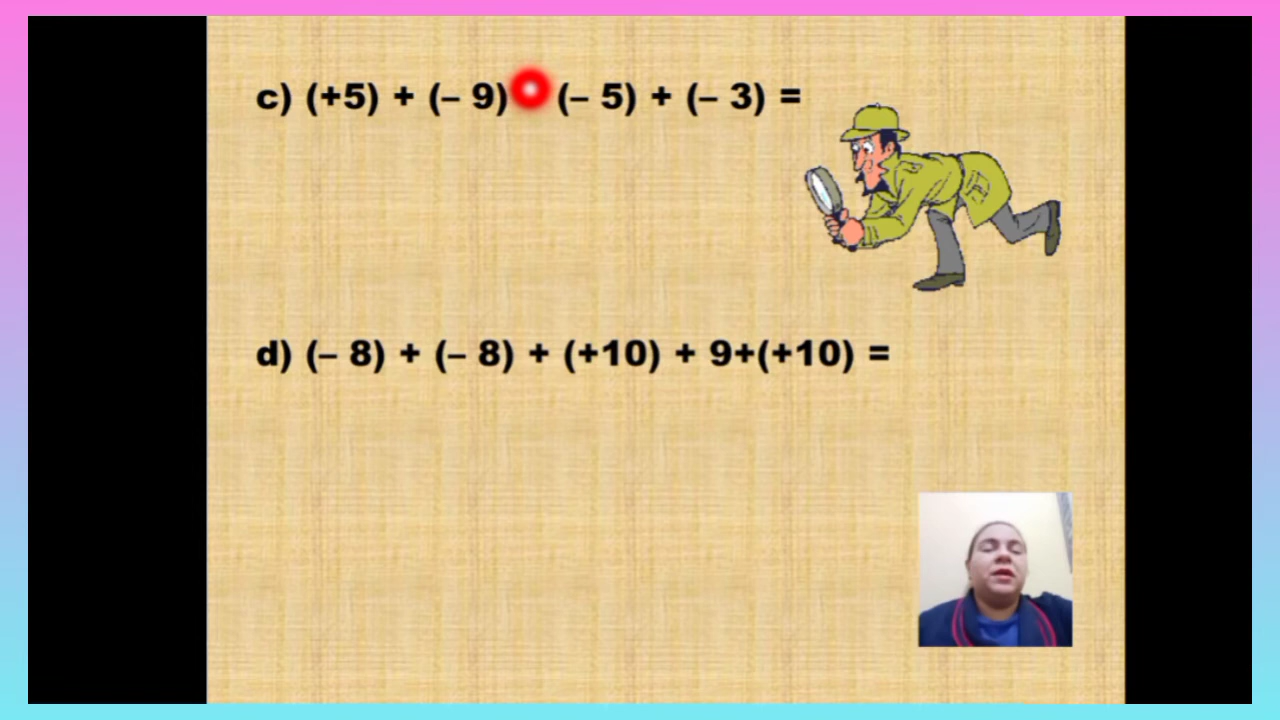 c) (+5) + (– 9) (– 5) + (– 3) =
d) (– 8) + (– 8) + (+10) + 9+(+10) =